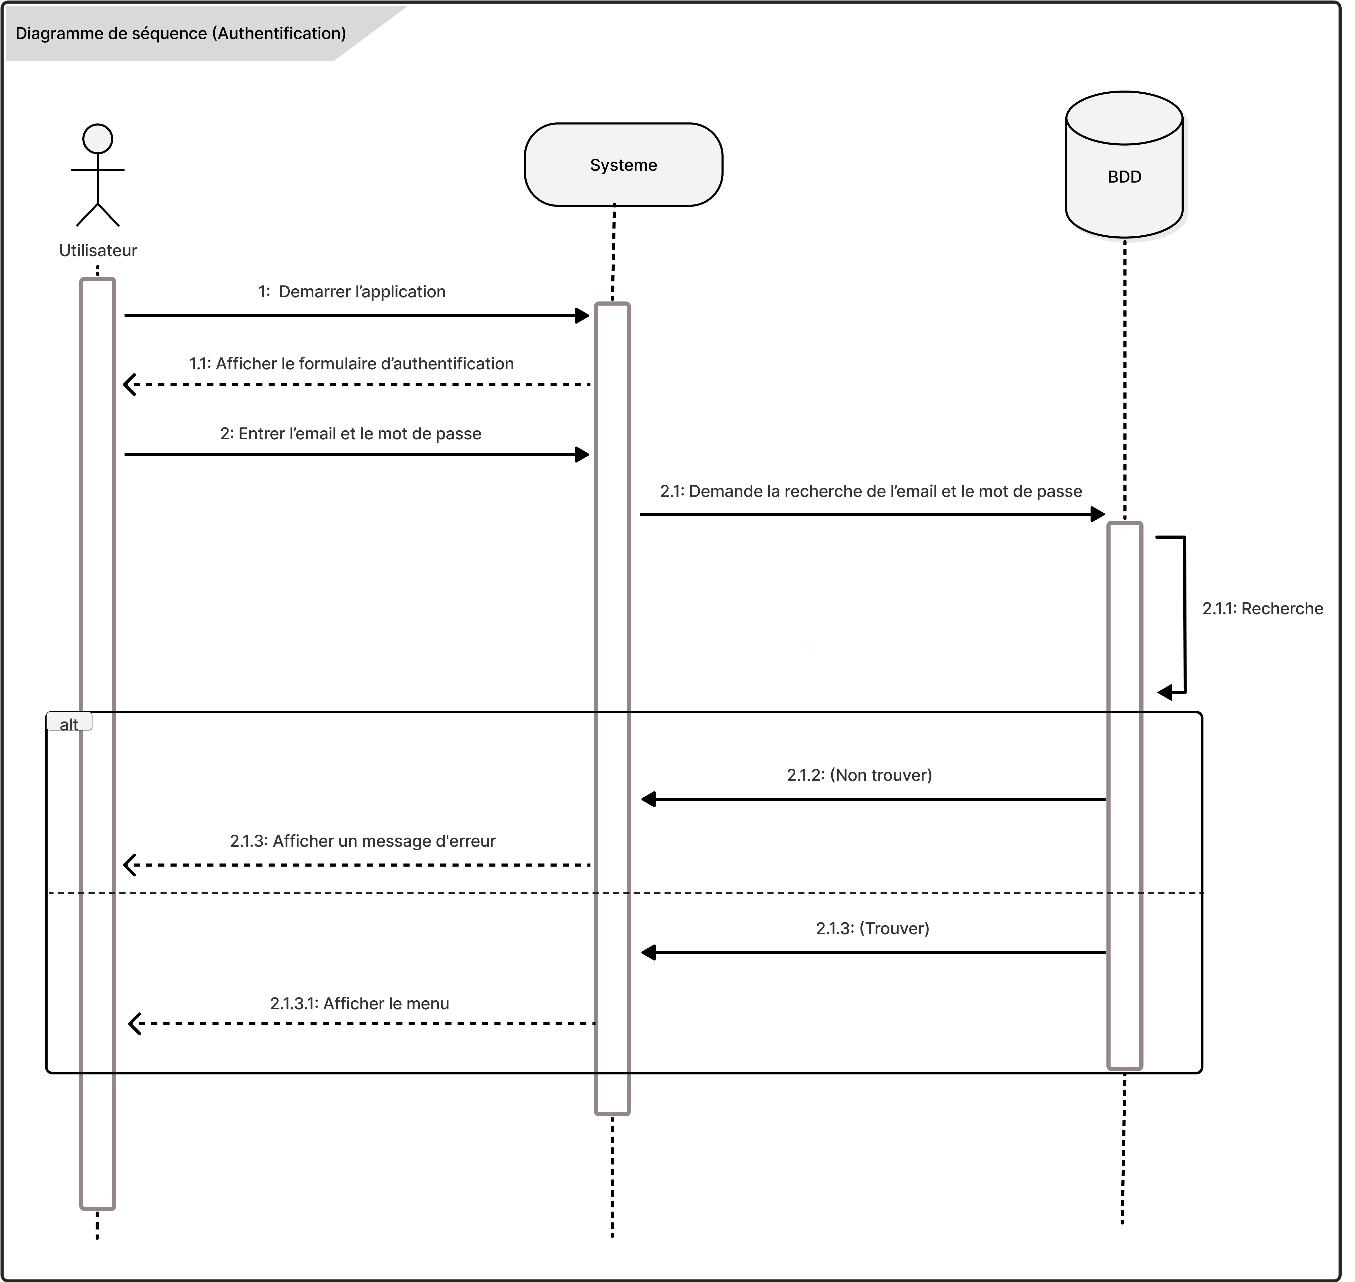 Diagramme de séquence (Authentification)
Systeme
BDD
Utilisateur
1:  Demarrer l’application
1.1: Afficher le formulaire d’authentification
2: Entrer l’email et le mot de passe
2.1: Demande la recherche de l’email et le mot de passe
2.1.1: Recherche
alt
2.1.2: (Non trouver)
2.1.3: Afficher un message d'erreur
2.1.3: (Trouver)
2.1.3.1: Afficher le menu